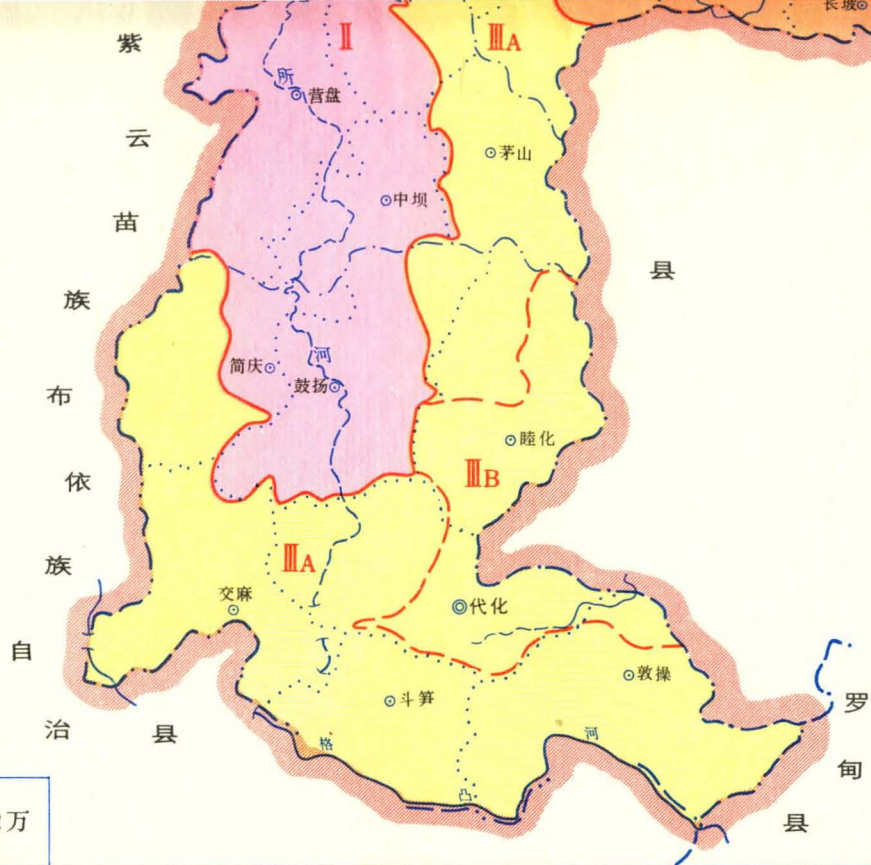 长坡
紫云苗族布依族自治县
Ⅱ
ⅢA
所
营盘
茅山
中坝
县
简庆
河
鼓扬
睦化
ⅢB
ⅢA
交麻
代化
敦操
斗笋
格
凸
河
罗甸县
万